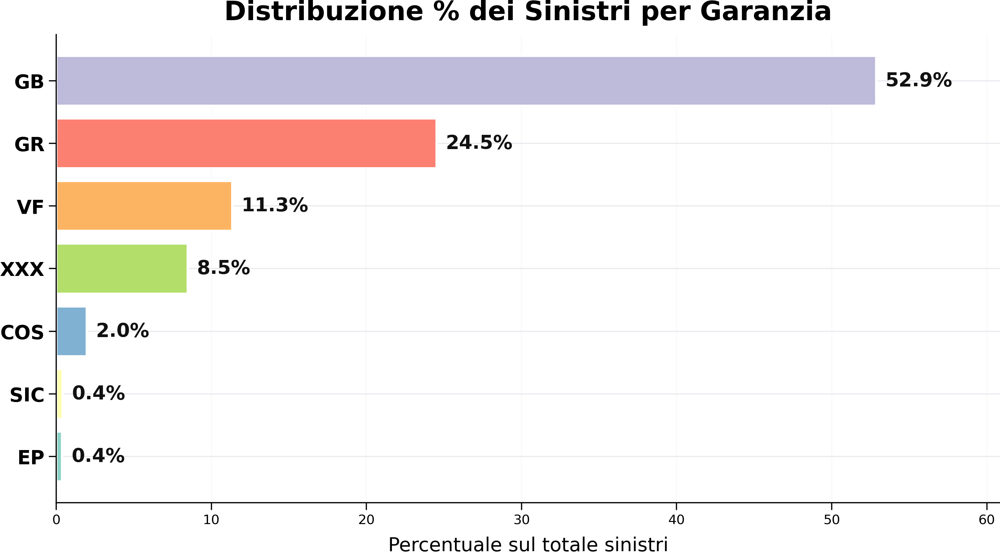 Distribuzione % dei Sinistri per Garanzia
GB 52.9%
GR 24.5%
VF 11.3%
XXX 8.5%
COS 2.0%
SIC 0.4%
EP 0.4%
0 10 20 30 40 50 60
Percentuale sul totale sinistri